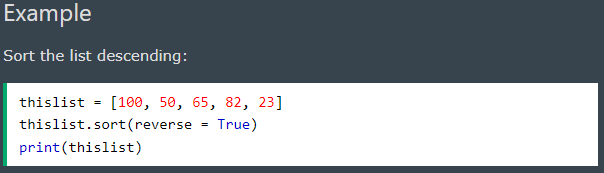 Example
Sort the list descending:
thislist = [100, 50, 65, 82, 23]
thislist.sort(reverse = True)
print(thislist)